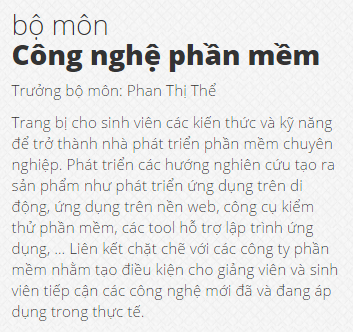 bộ môn
Công nghệ phần mềm
Trưởng bộ môn: Phan Thị Thể
Trang bị cho sinh viên các kiến thức và kỹ năng
để trở thành nhà phát triển phần mềm chuyên
nghiệp. Phát triển các hướng nghiên cứu tạo ra
sản phẩm như phát triển ứng dụng trên di
động, ứng dụng trên nền web, công cụ kiểm
thử phần mềm, các tool hỗ trợ lập trình ứng
dụng, ... Liên kết chặt chẽ với các công ty phần
mềm nhằm tạo điều kiện cho giảng viên và sinh
viên tiếp cận các công nghệ mới đã và đang áp
dụng trong thực tế.